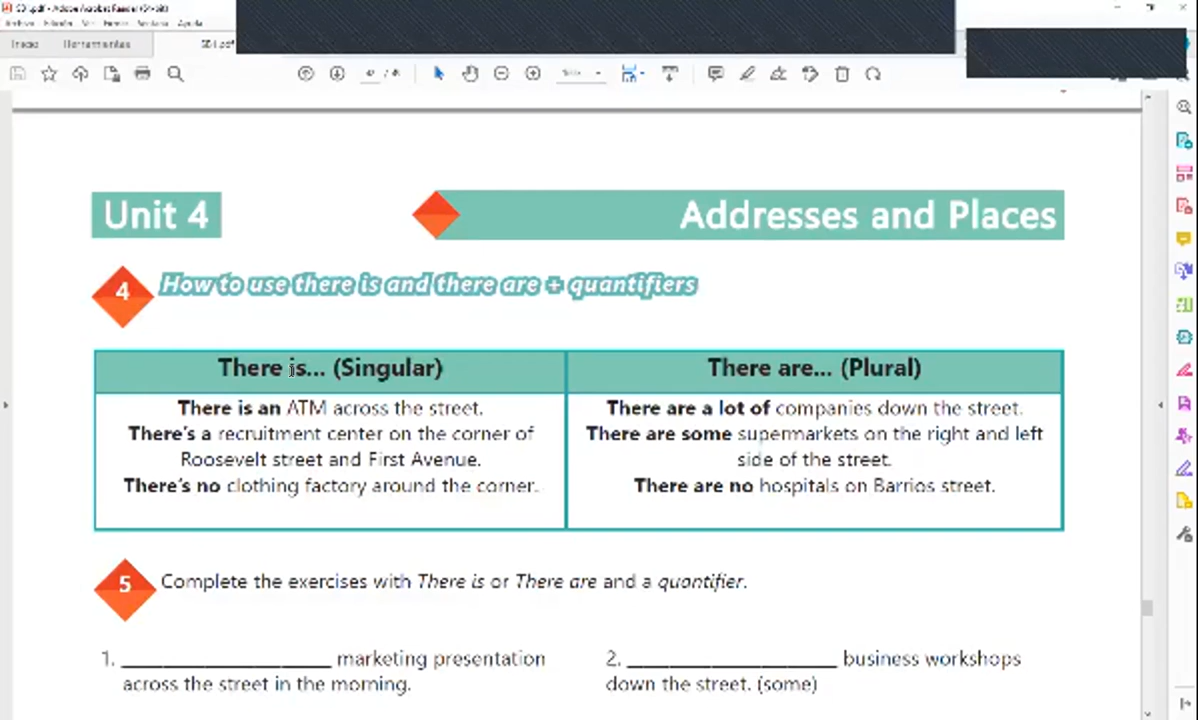 Inicio Herramientas
Unit 4
Addresses and Places
4 How to use there is and there are + quantifiers
There is... (Singular)
There are... (Plural)
There is an ATM across the street.
There's a recruitment center on the corner of
Roosevelt street and First Avenue.
There's no clothing factory around the corner.
There are a lot of companies down the street.
There are some supermarkets on the right and left
side of the street.
There are no hospitals on Barrios street.
5 Complete the exercises with There is or There are and a quantifier.
1. ____________________ marketing presentation
across the street in the morning.
2. ____________________ business workshops
down the street. (some)